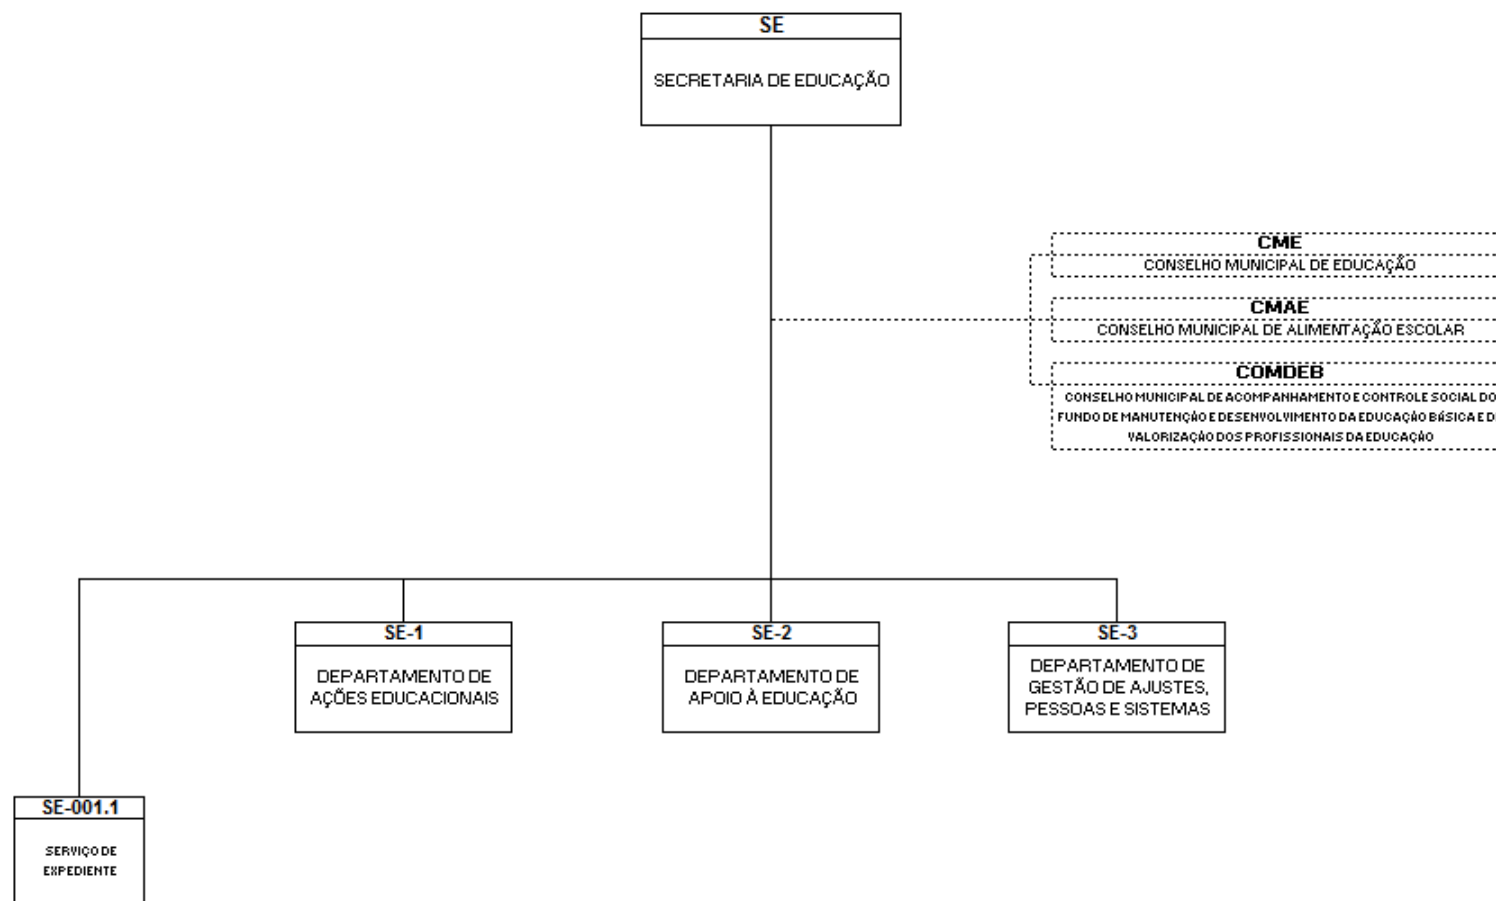 SE
SECRETARIA DE EDUCAÇÃO
CME
CONSELHO MUNICIPAL DE EDUCAÇÃO
CMAE
CONSELHO MUNICIPAL DE ALIMENTAÇÃO ESCOLAR
COMDEB
CONSELHO MUNICIPAL DE ACOMPANHAMENTO E CONTROLE SOCIAL DO
FUNDO DE MANUTENÇÃO E DESENVOLVIMENTO DA EDUCAÇÃO BÁSICA E
VALORIZAÇÃO DOS PROFISSIONAIS DA EDUCAÇÃO
SE-1
DEPARTAMENTO DE
AÇÕES EDUCACIONAIS
SE-2
DEPARTAMENTO DE
APOIO À EDUCAÇÃO
SE-3
DEPARTAMENTO DE
GESTÃO DE AJUSTES,
PESSOAS E SISTEMAS
SE-001.1
SERVIÇO DE
EXPEDIENTE